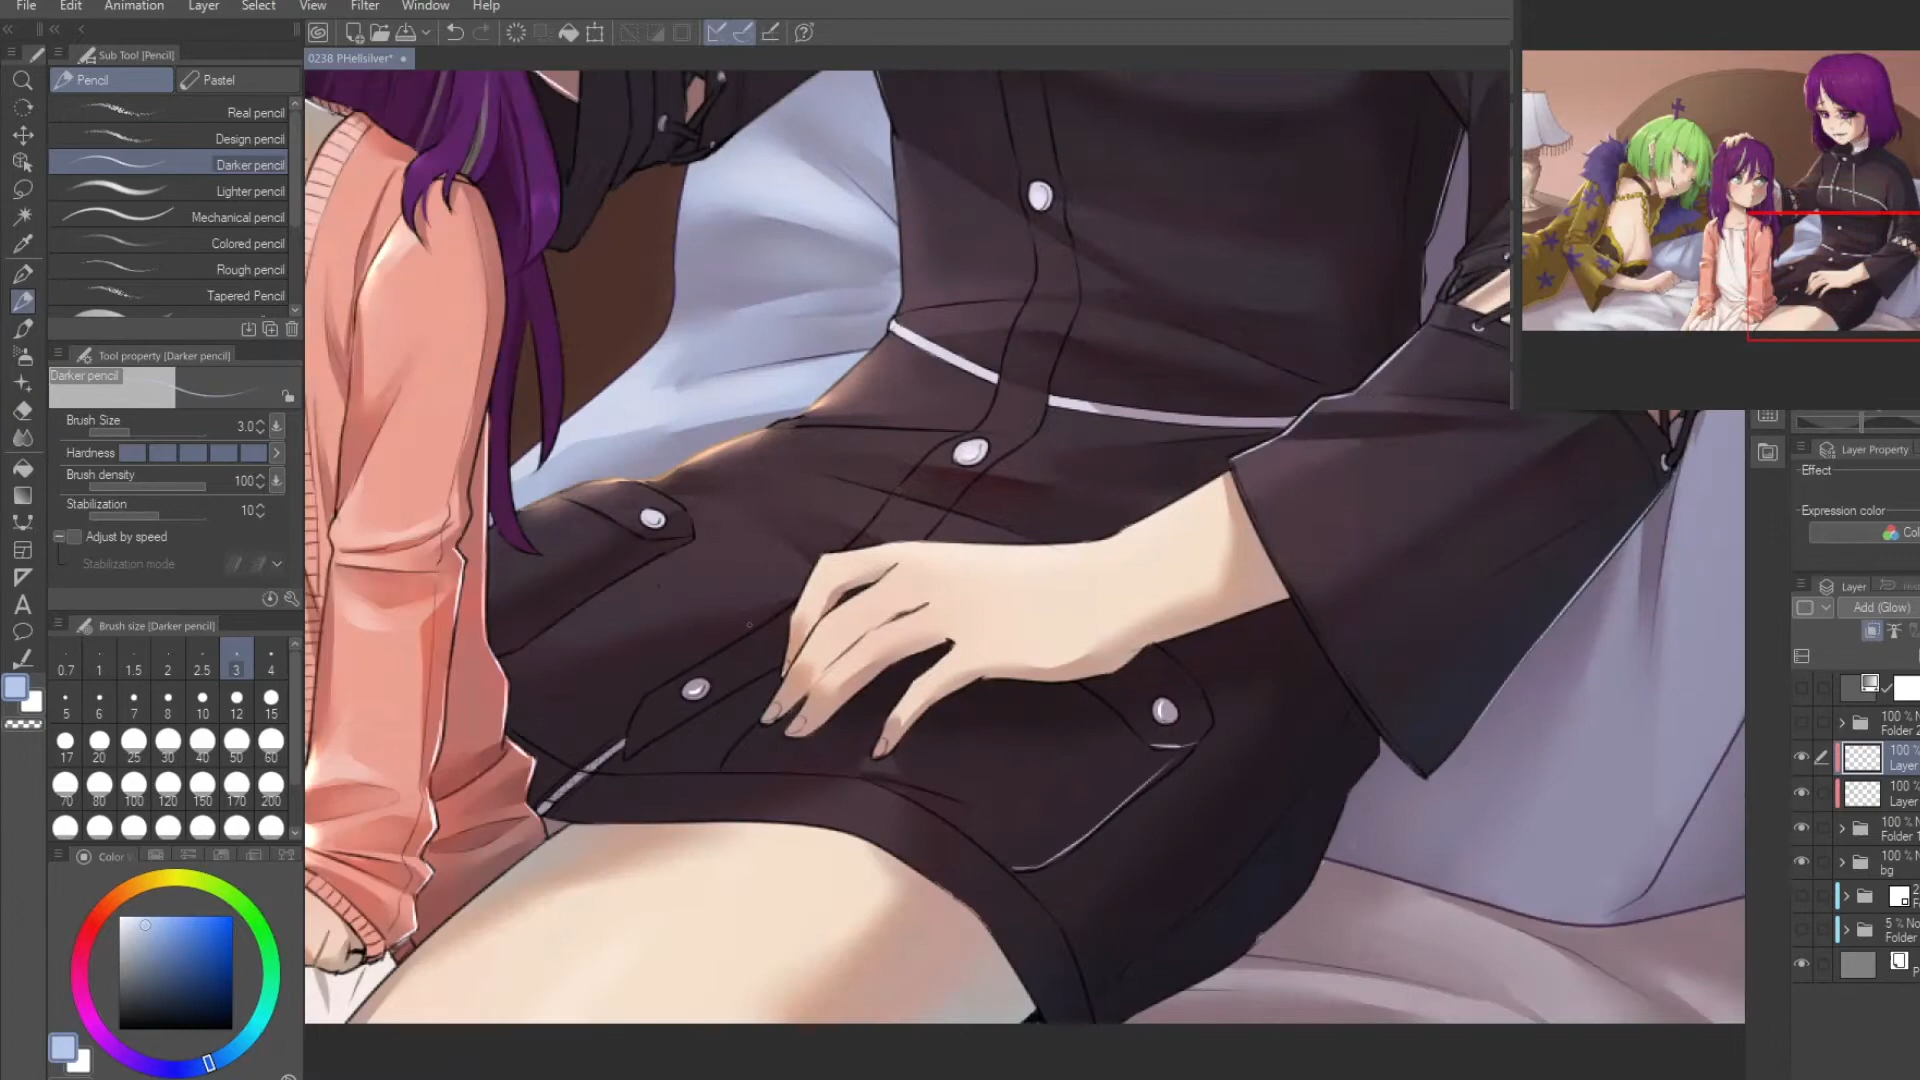 File Edit Animation Layer Select View Filter Window Help
Sub Tool [Pencil]
0238 PHellsilver*
Pencil Pastel
Real pencil
Design pencil
Darker pencil
Lighter pencil
Mechanical pencil
Colored pencil
Rough pencil
Tapered Pencil
Tool property [Darker pencil]
Darker pencil
Brush Size 3.0
Hardness
Brush density 100
Stabilization 10
Adjust by speed
Stabilization mode
Brush size [Darker pencil]
0.7 1 1.5 2 2.5 3 4
5 6 7 8 10 12 15
17 20 25 30 40 50 60
70 80 100 120 150 170 200
Color
Layer Property
Effect
Expression color
Layer
Add (Glow)
100 %
Folder 2
100 %
Layer
100 %
Layer
100 %
Folder 1
100 %
bg
5 %
Folder